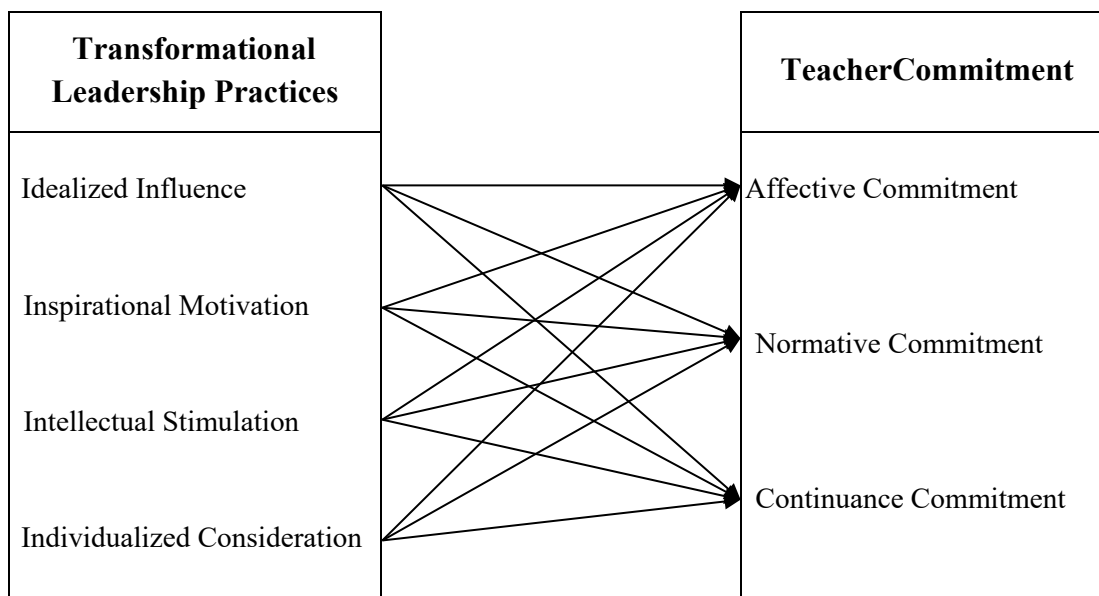 Transformational
Leadership Practices
TeacherCommitment
Idealized Influence
Affective Commitment
Inspirational Motivation
Normative Commitment
Intellectual Stimulation
Continuance Commitment
Individualized Consideration